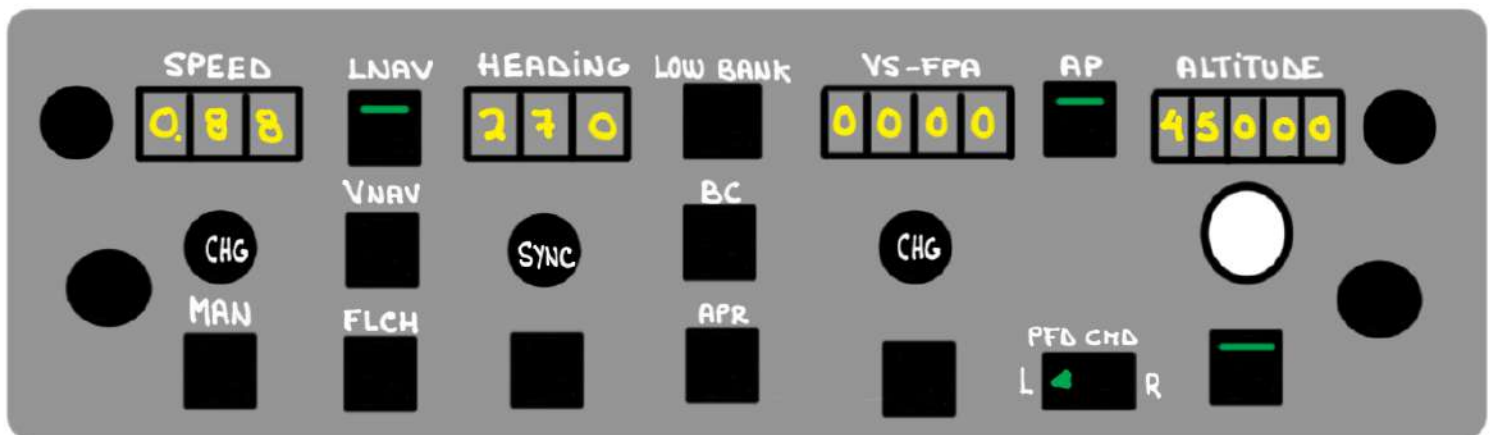 SPEED LNAV HEADING LOW BANK VS-FPA AP ALTITUDE
0.88 270 0000 45000
VNAV BC
CHG SYNC CHG
MAN FLCH APR PFD CMD
L R